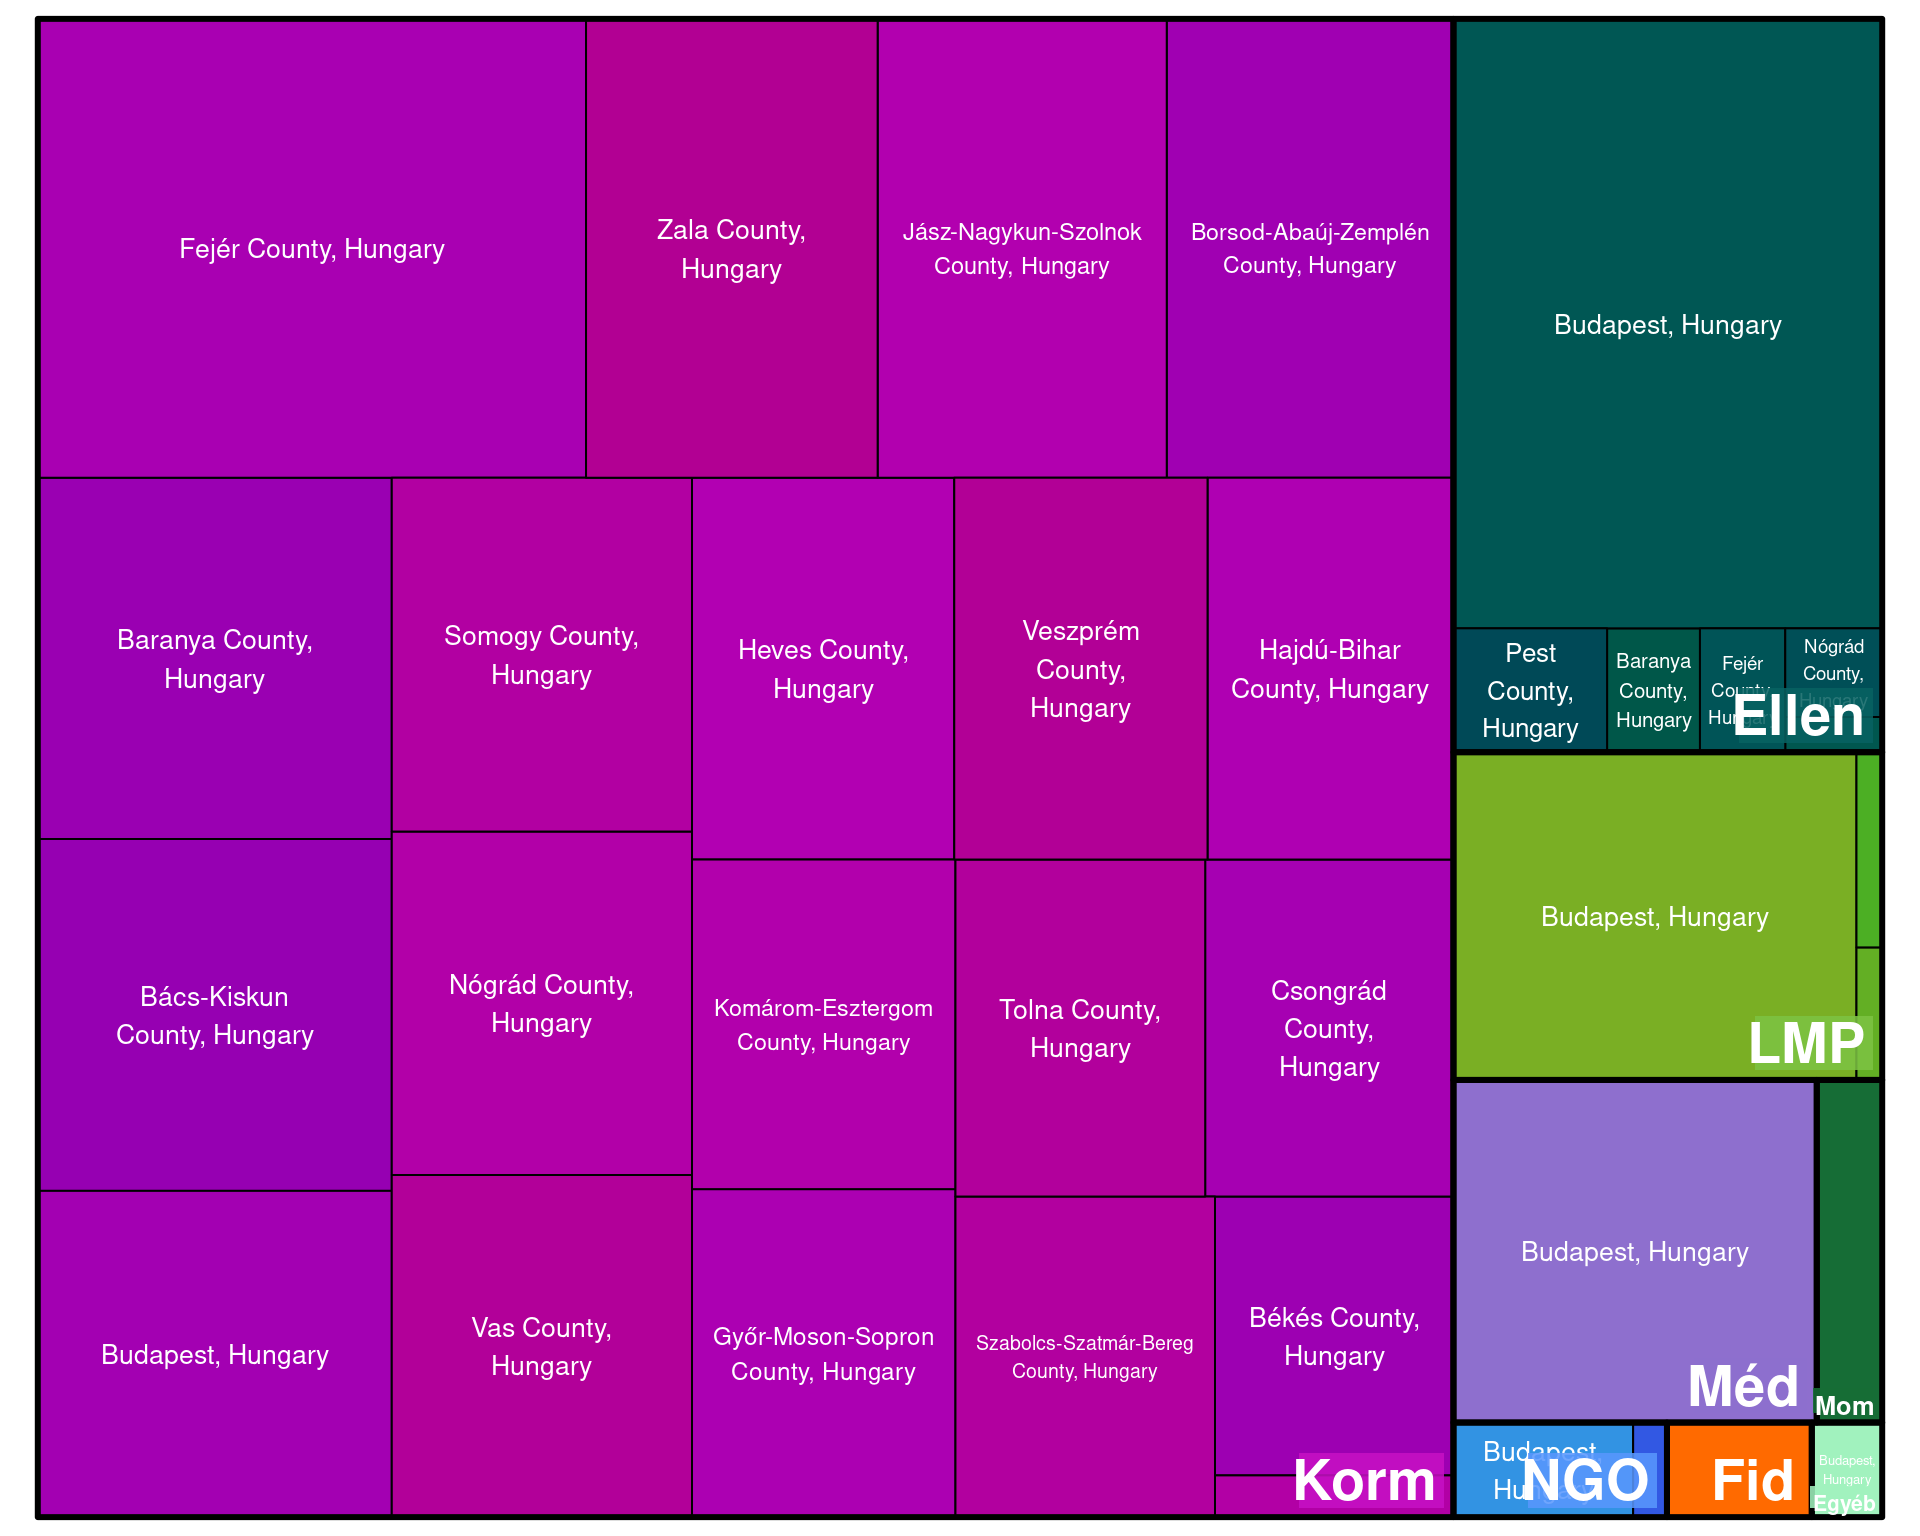 Fejér County, Hungary
Zala County,
Hungary
Jász-Nagykun-Szolnok
County, Hungary
Borsod-Abaúj-Zemplén
County, Hungary
Baranya County,
Hungary
Somogy County,
Hungary
Heves County,
Hungary
Veszprém
County,
Hungary
Hajdú-Bihar
County, Hungary
Bács-Kiskun
County, Hungary
Nógrád County,
Hungary
Komárom-Esztergom
County, Hungary
Tolna County,
Hungary
Csongrád
County,
Hungary
Budapest, Hungary
Vas County,
Hungary
Győr-Moson-Sopron
County, Hungary
Szabolcs-Szatmár-Bereg
County, Hungary
Békés County,
Hungary
Korm
Budapest, Hungary
Pest
County,
Hungary
Baranya
County,
Hungary
Fejér
County,
Hungary
Nógrád
County,
Hungary
Ellen
Budapest, Hungary
LMP
Budapest, Hungary
Méd
Mom
Budapest,
Hungary
NGO
Fid
Budapest,
Hungary
Egyéb